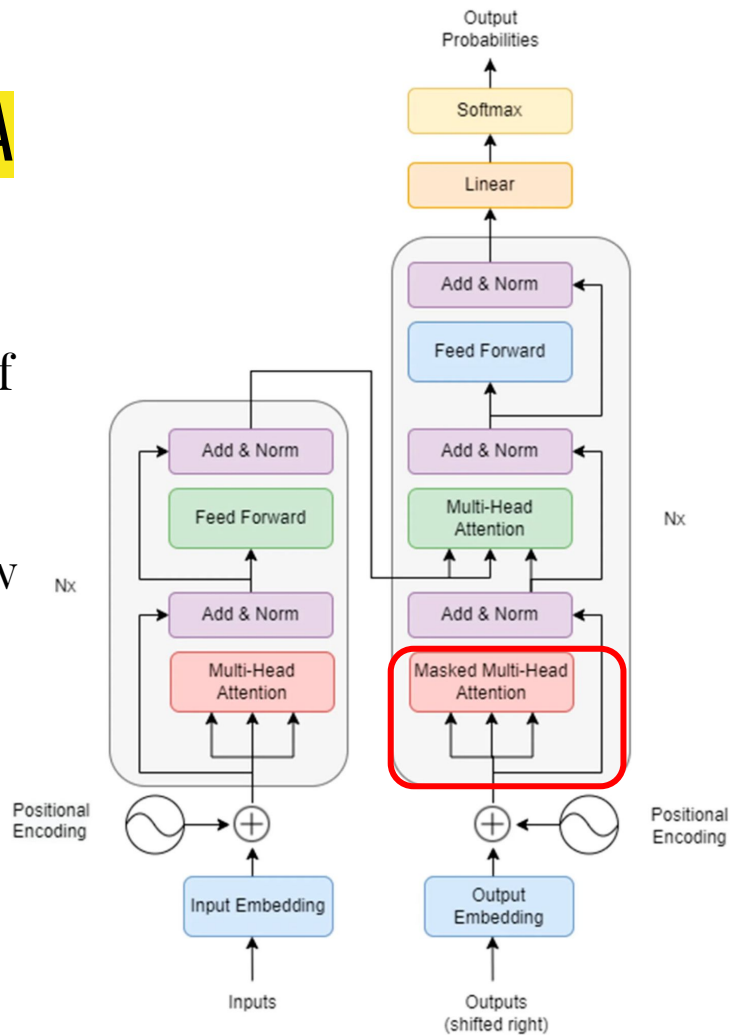 Output
Probabilities
Softmax
A
Linear
Add & Norm
Feed Forward
f
Add & Norm
Add & Norm
Feed Forward
Multi-Head
Attention
Nx
w
Nx
Add & Norm
Add & Norm
Multi-Head
Attention
Masked Multi-Head
Attention
Positional
Encoding
Positional
Encoding
Input Embedding
Output
Embedding
Inputs
Outputs
(shifted right)